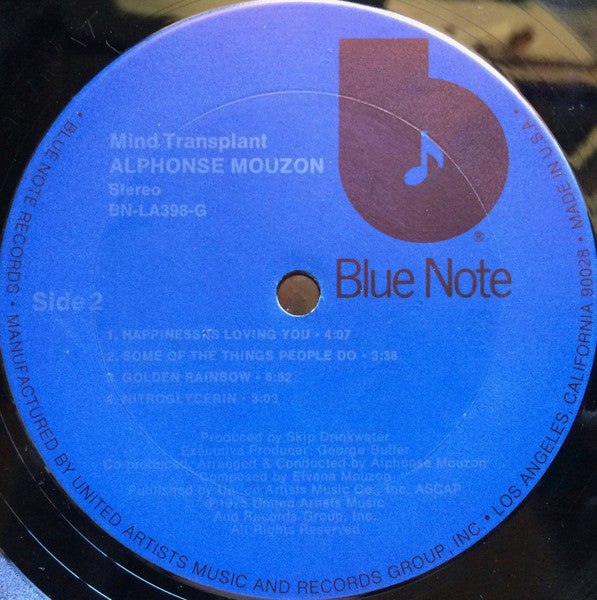 Mind Transplant
ALPHONSE MOUZON
Stereo
BN-LA398-G
b
®
Blue Note
Side 2
1. HAPPINESS IS LOVING YOU • 4:07
2. SOME OF THE THINGS PEOPLE DO • 3:38
3. GOLDEN RAINBOW • 6:52
4. NITROGLYCERIN • 3:03
Produced by Skip Drinkwater
Executive Producer: George Butler
Co-produced, Arranged & Conducted by Alphonse Mouzon
composed by Elvena Mouzon
Published by United Artists Music Co., Inc. ASCAP
United Artists Music
And Records Group, Inc.
All Rights Reserved
• BLUE NOTE RECORDS • MANUFACTURED BY UNITED ARTISTS MUSIC AND RECORDS GROUP, INC. • LOS ANGELES, CALIFORNIA 90028 • MADE IN U.S.A. •